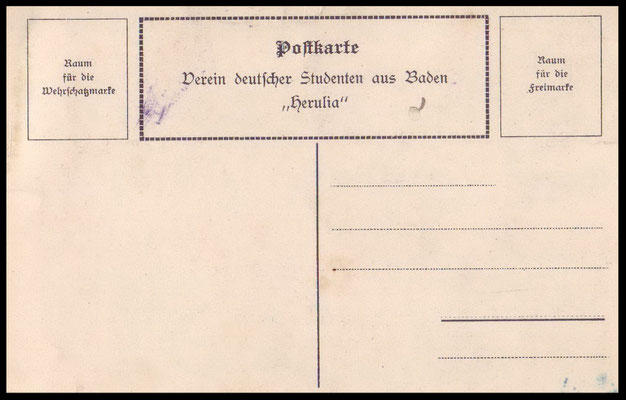 Raum
für die
Wehrschatzmarke
Postkarte
Verein deutscher Studenten aus Baden
„Herulia“
Raum
für die
Freimarke